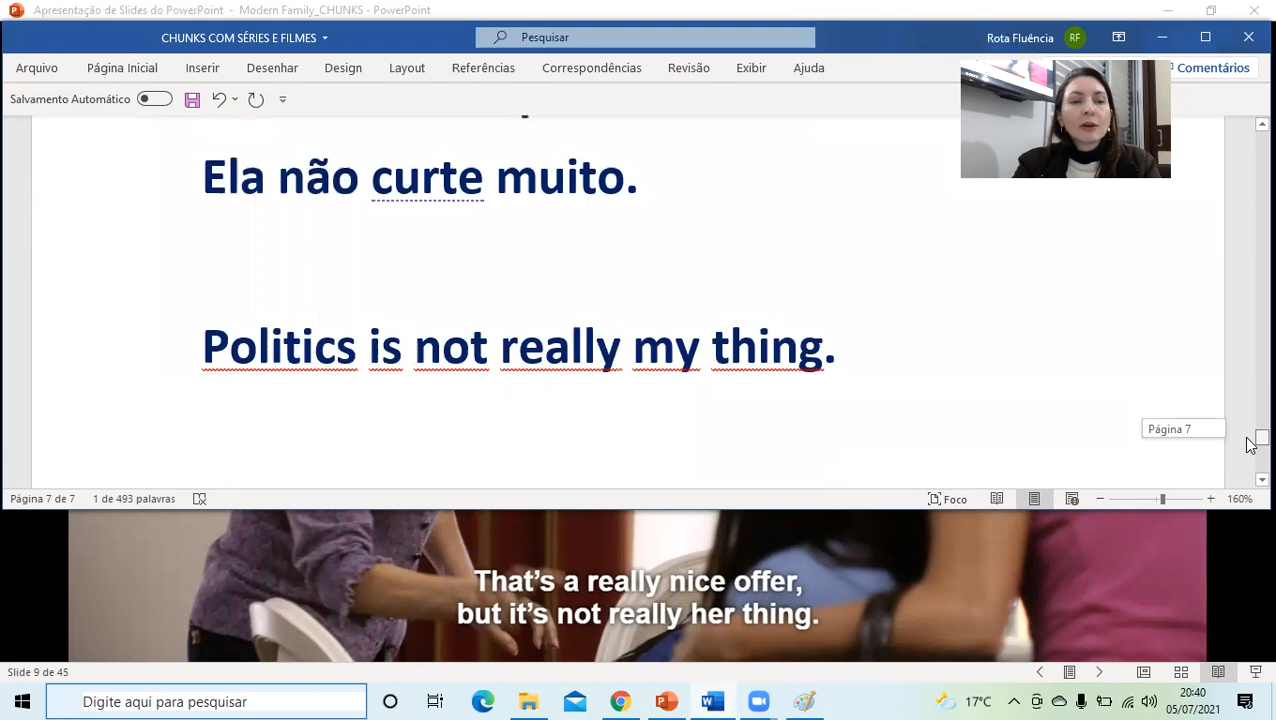 Apresentação de Slides do PowerPoint - Modern Family_CHUNKS - PowerPoint
CHUNKS COM SÉRIES E FILMES
Pesquisar
Rota Fluência RF
Arquivo Página Inicial Inserir Desenhar Design Layout Referências Correspondências Revisão Exibir Ajuda Comentários
Salvamento Automático
Ela não curte muito.
Politics is not really my thing.
Página 7
Página 7 de 7 1 de 493 palavras Foco 160%
That's a really nice offer,
but it's not really her thing.
Slide 9 de 45
Digite aqui para pesquisar 17°C 20:40
05/07/2021